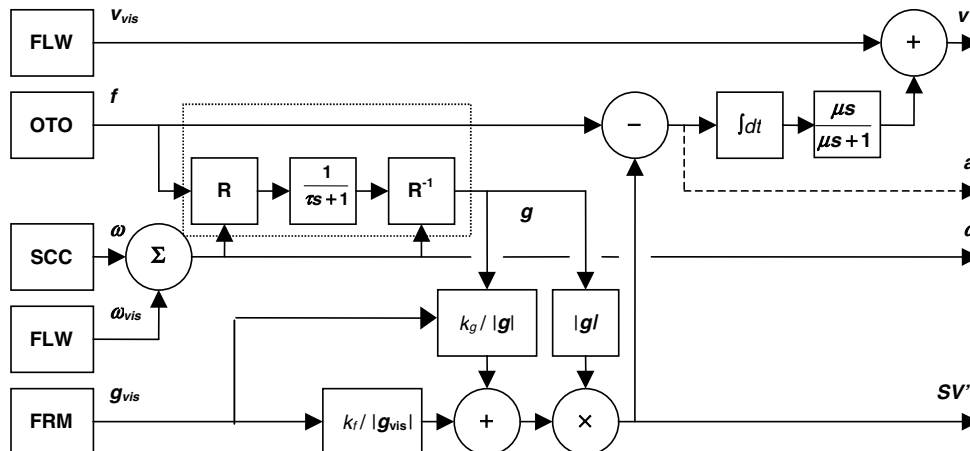 v_vis
v
FLW
+
f
OTO
−
∫dt
μs
μs+1
R
1
τs+1
R⁻¹
a
g
ω
SCC
Σ
ω_vis
FLW
k_g / |g|
|g|
g_vis
SV'
FRM
k_f / |g_vis|
+
×